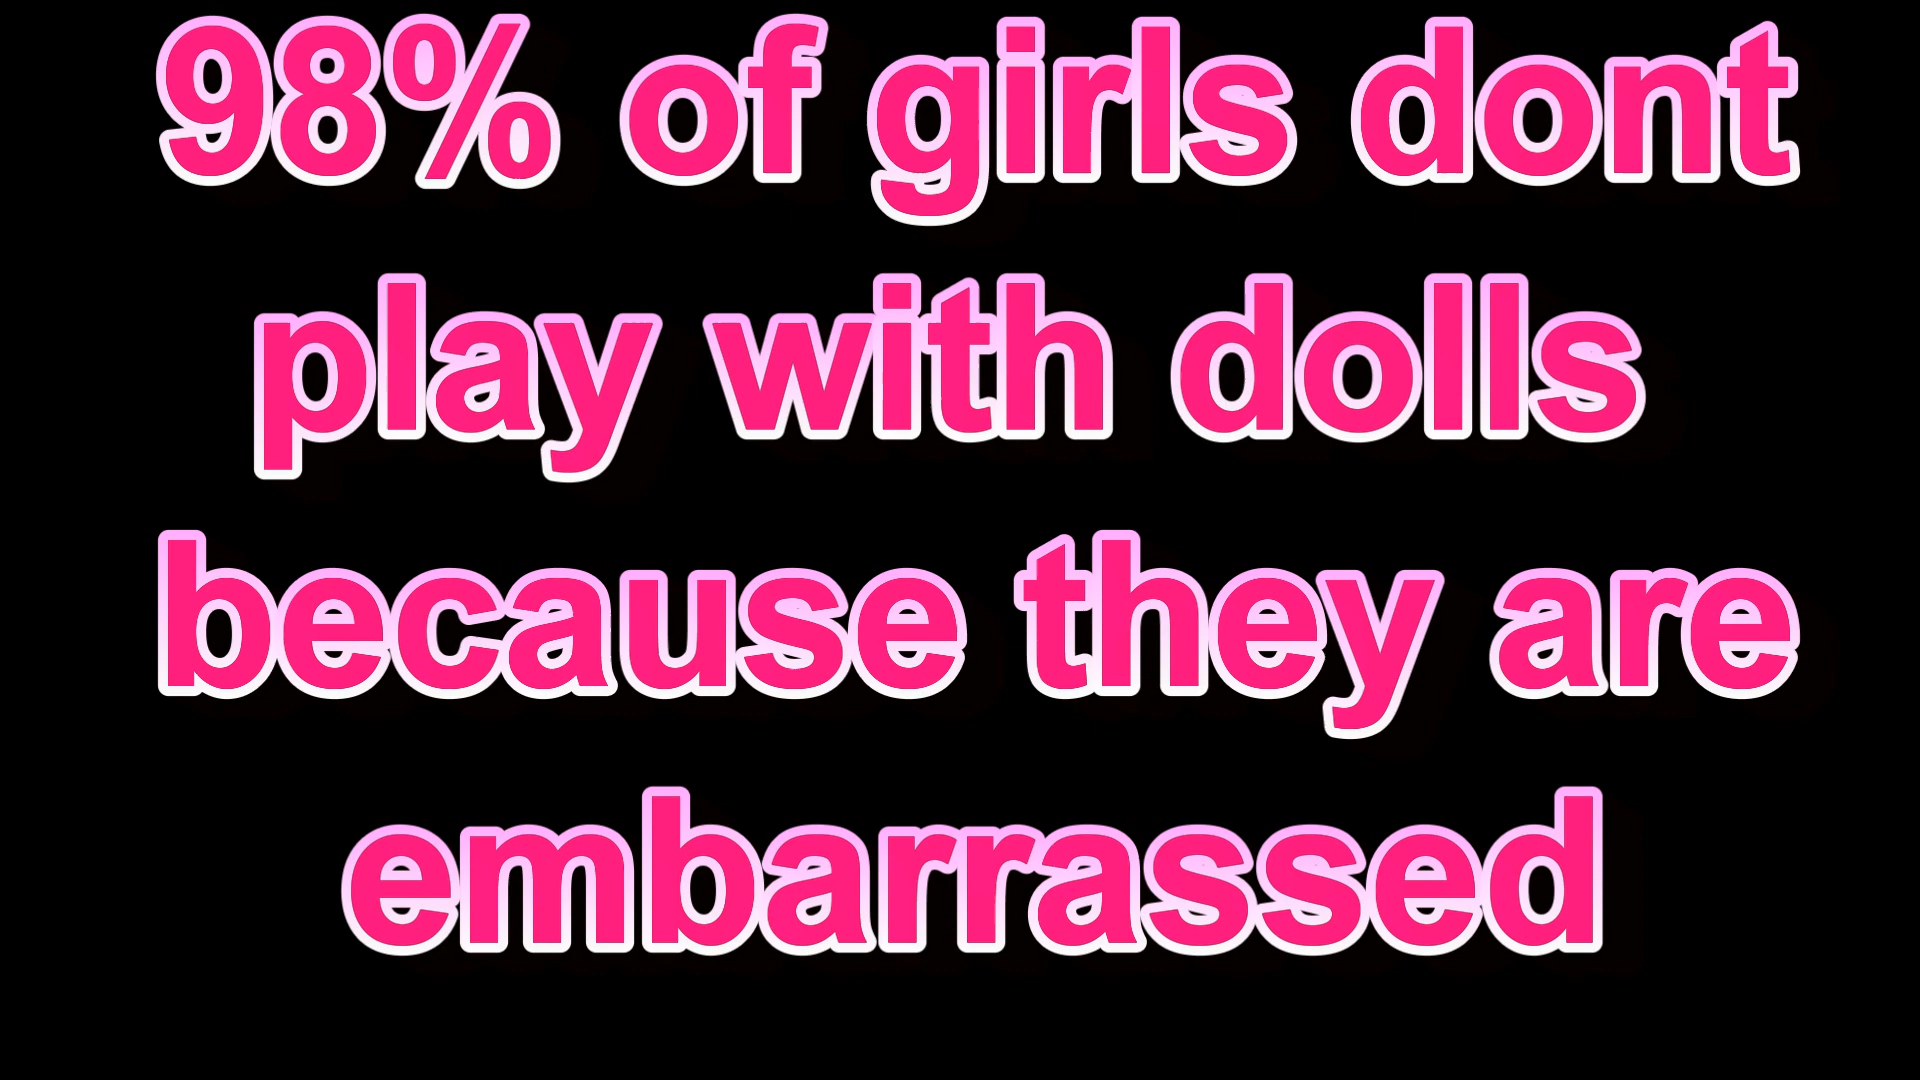 98% of girls dont
play with dolls
because they are
embarrassed